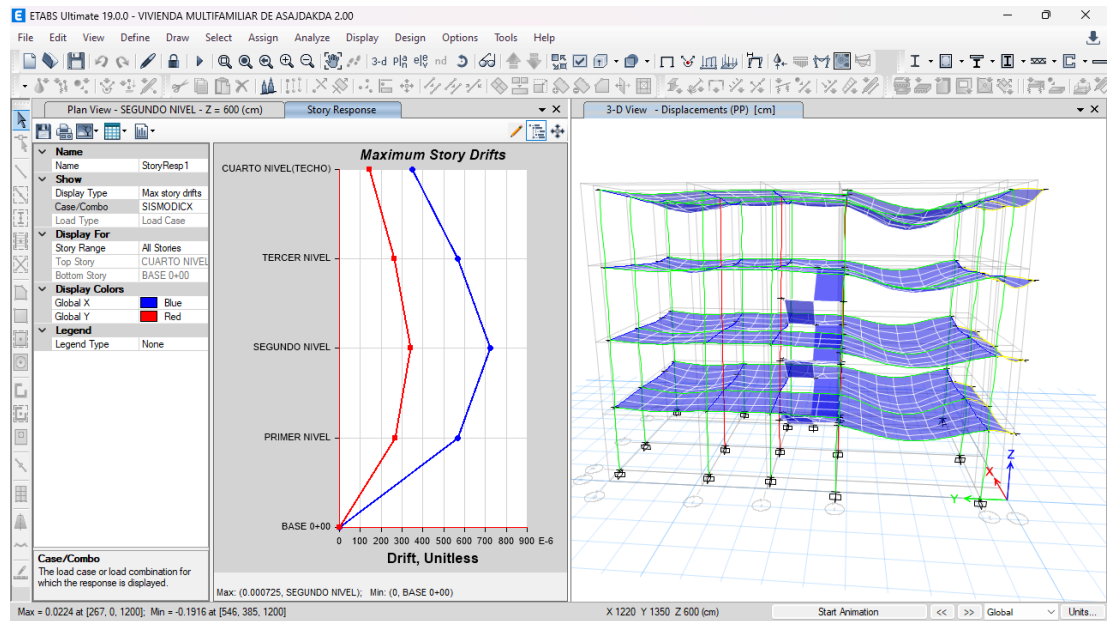 ETABS Ultimate 19.0.0 - VIVIENDA MULTIFAMILIAR DE ASAJDAKDA 2.00
File Edit View Define Draw Select Assign Analyze Display Design Options Tools Help
3-d nd
Plan View - SEGUNDO NIVEL - Z = 600 (cm)
Story Response
3-D View - Displacements (PP) [cm]
Name
Name StoryResp1
Show
Display Type Max story drifts
Case/Combo SISMODICX
Load Type Load Case
Display For
Story Range All Stories
Top Story CUARTO NIVEL
Bottom Story BASE 0+00
Display Colors
Global X Blue
Global Y Red
Legend
Legend Type None
Case/Combo
The load case or load combination for
which the response is displayed.
Maximum Story Drifts
CUARTO NIVEL(TECHO)
TERCER NIVEL
SEGUNDO NIVEL
PRIMER NIVEL
BASE 0+00
0 100 200 300 400 500 600 700 800 900 E-6
Drift, Unitless
Max: (0.000725, SEGUNDO NIVEL); Min: (0, BASE 0+00)
Z
X
Y
Max = 0.0224 at [267, 0, 1200]; Min = -0.1916 at [546, 385, 1200]
X 1220 Y 1350 Z 600 (cm)
Start Animation
<< >>
Global
Units...